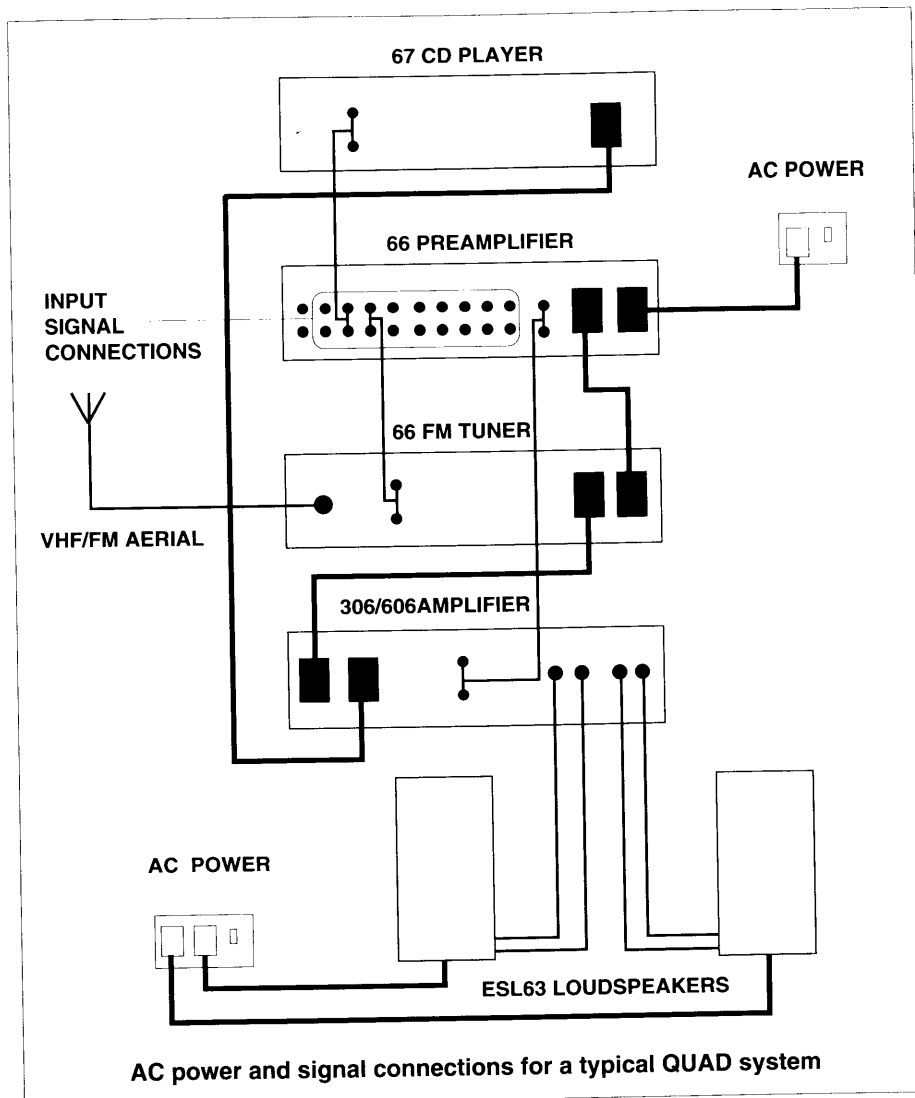 67 CD PLAYER
AC POWER
66 PREAMPLIFIER
INPUT
SIGNAL
CONNECTIONS
66 FM TUNER
VHF/FM AERIAL
306/606AMPLIFIER
AC POWER
ESL63 LOUDSPEAKERS
AC power and signal connections for a typical QUAD system